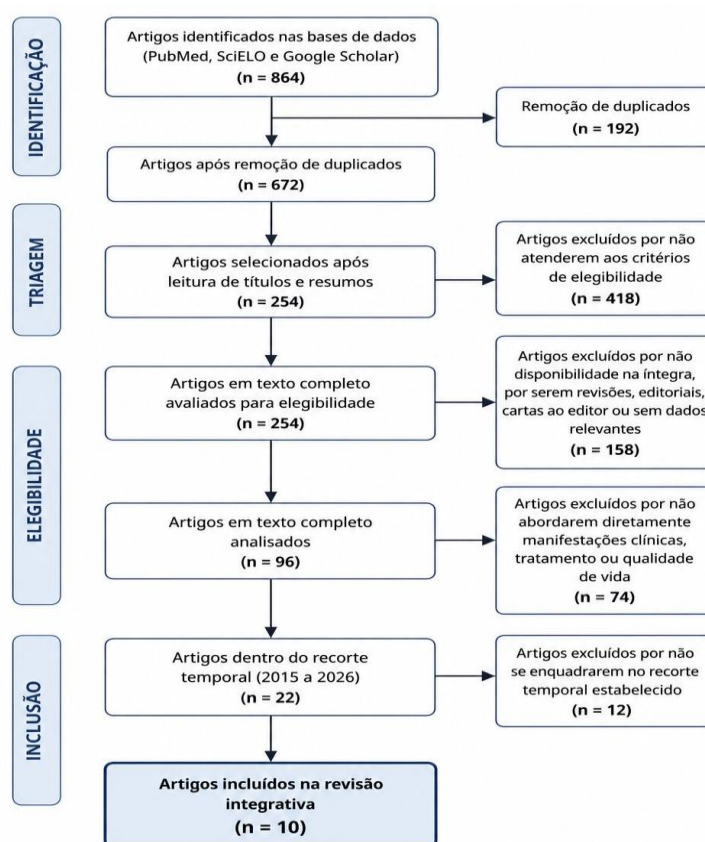 IDENTIFICAÇÃO
Artigos identificados nas bases de dados
(PubMed, SciELO e Google Scholar)
(n = 864)
Remoção de duplicados
(n = 192)
Artigos após remoção de duplicados
(n = 672)
TRIAGEM
Artigos selecionados após
leitura de títulos e resumos
(n = 254)
Artigos excluídos por não
atenderem aos critérios
de elegibilidade
(n = 418)
ELEGIBILIDADE
Artigos em texto completo
avaliados para elegibilidade
(n = 254)
Artigos excluídos por não
disponibilidade na íntegra,
por serem revisões, editoriais,
cartas ao editor ou sem dados
relevantes
(n = 158)
Artigos em texto completo
analisados
(n = 96)
Artigos excluídos por não
abordarem diretamente
manifestações clínicas,
tratamento ou qualidade
de vida
(n = 74)
INCLUSÃO
Artigos dentro do recorte
temporal (2015 a 2026)
(n = 22)
Artigos excluídos por não
se enquadrarem no recorte
temporal estabelecido
(n = 12)
Artigos incluídos na revisão
integrativa
(n = 10)